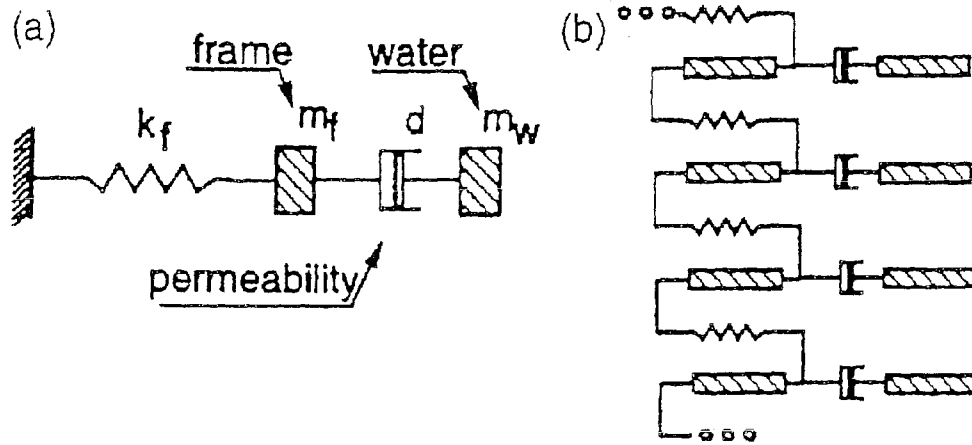 (a)
frame
water
k_f
m_f
d
m_w
permeability
(b)